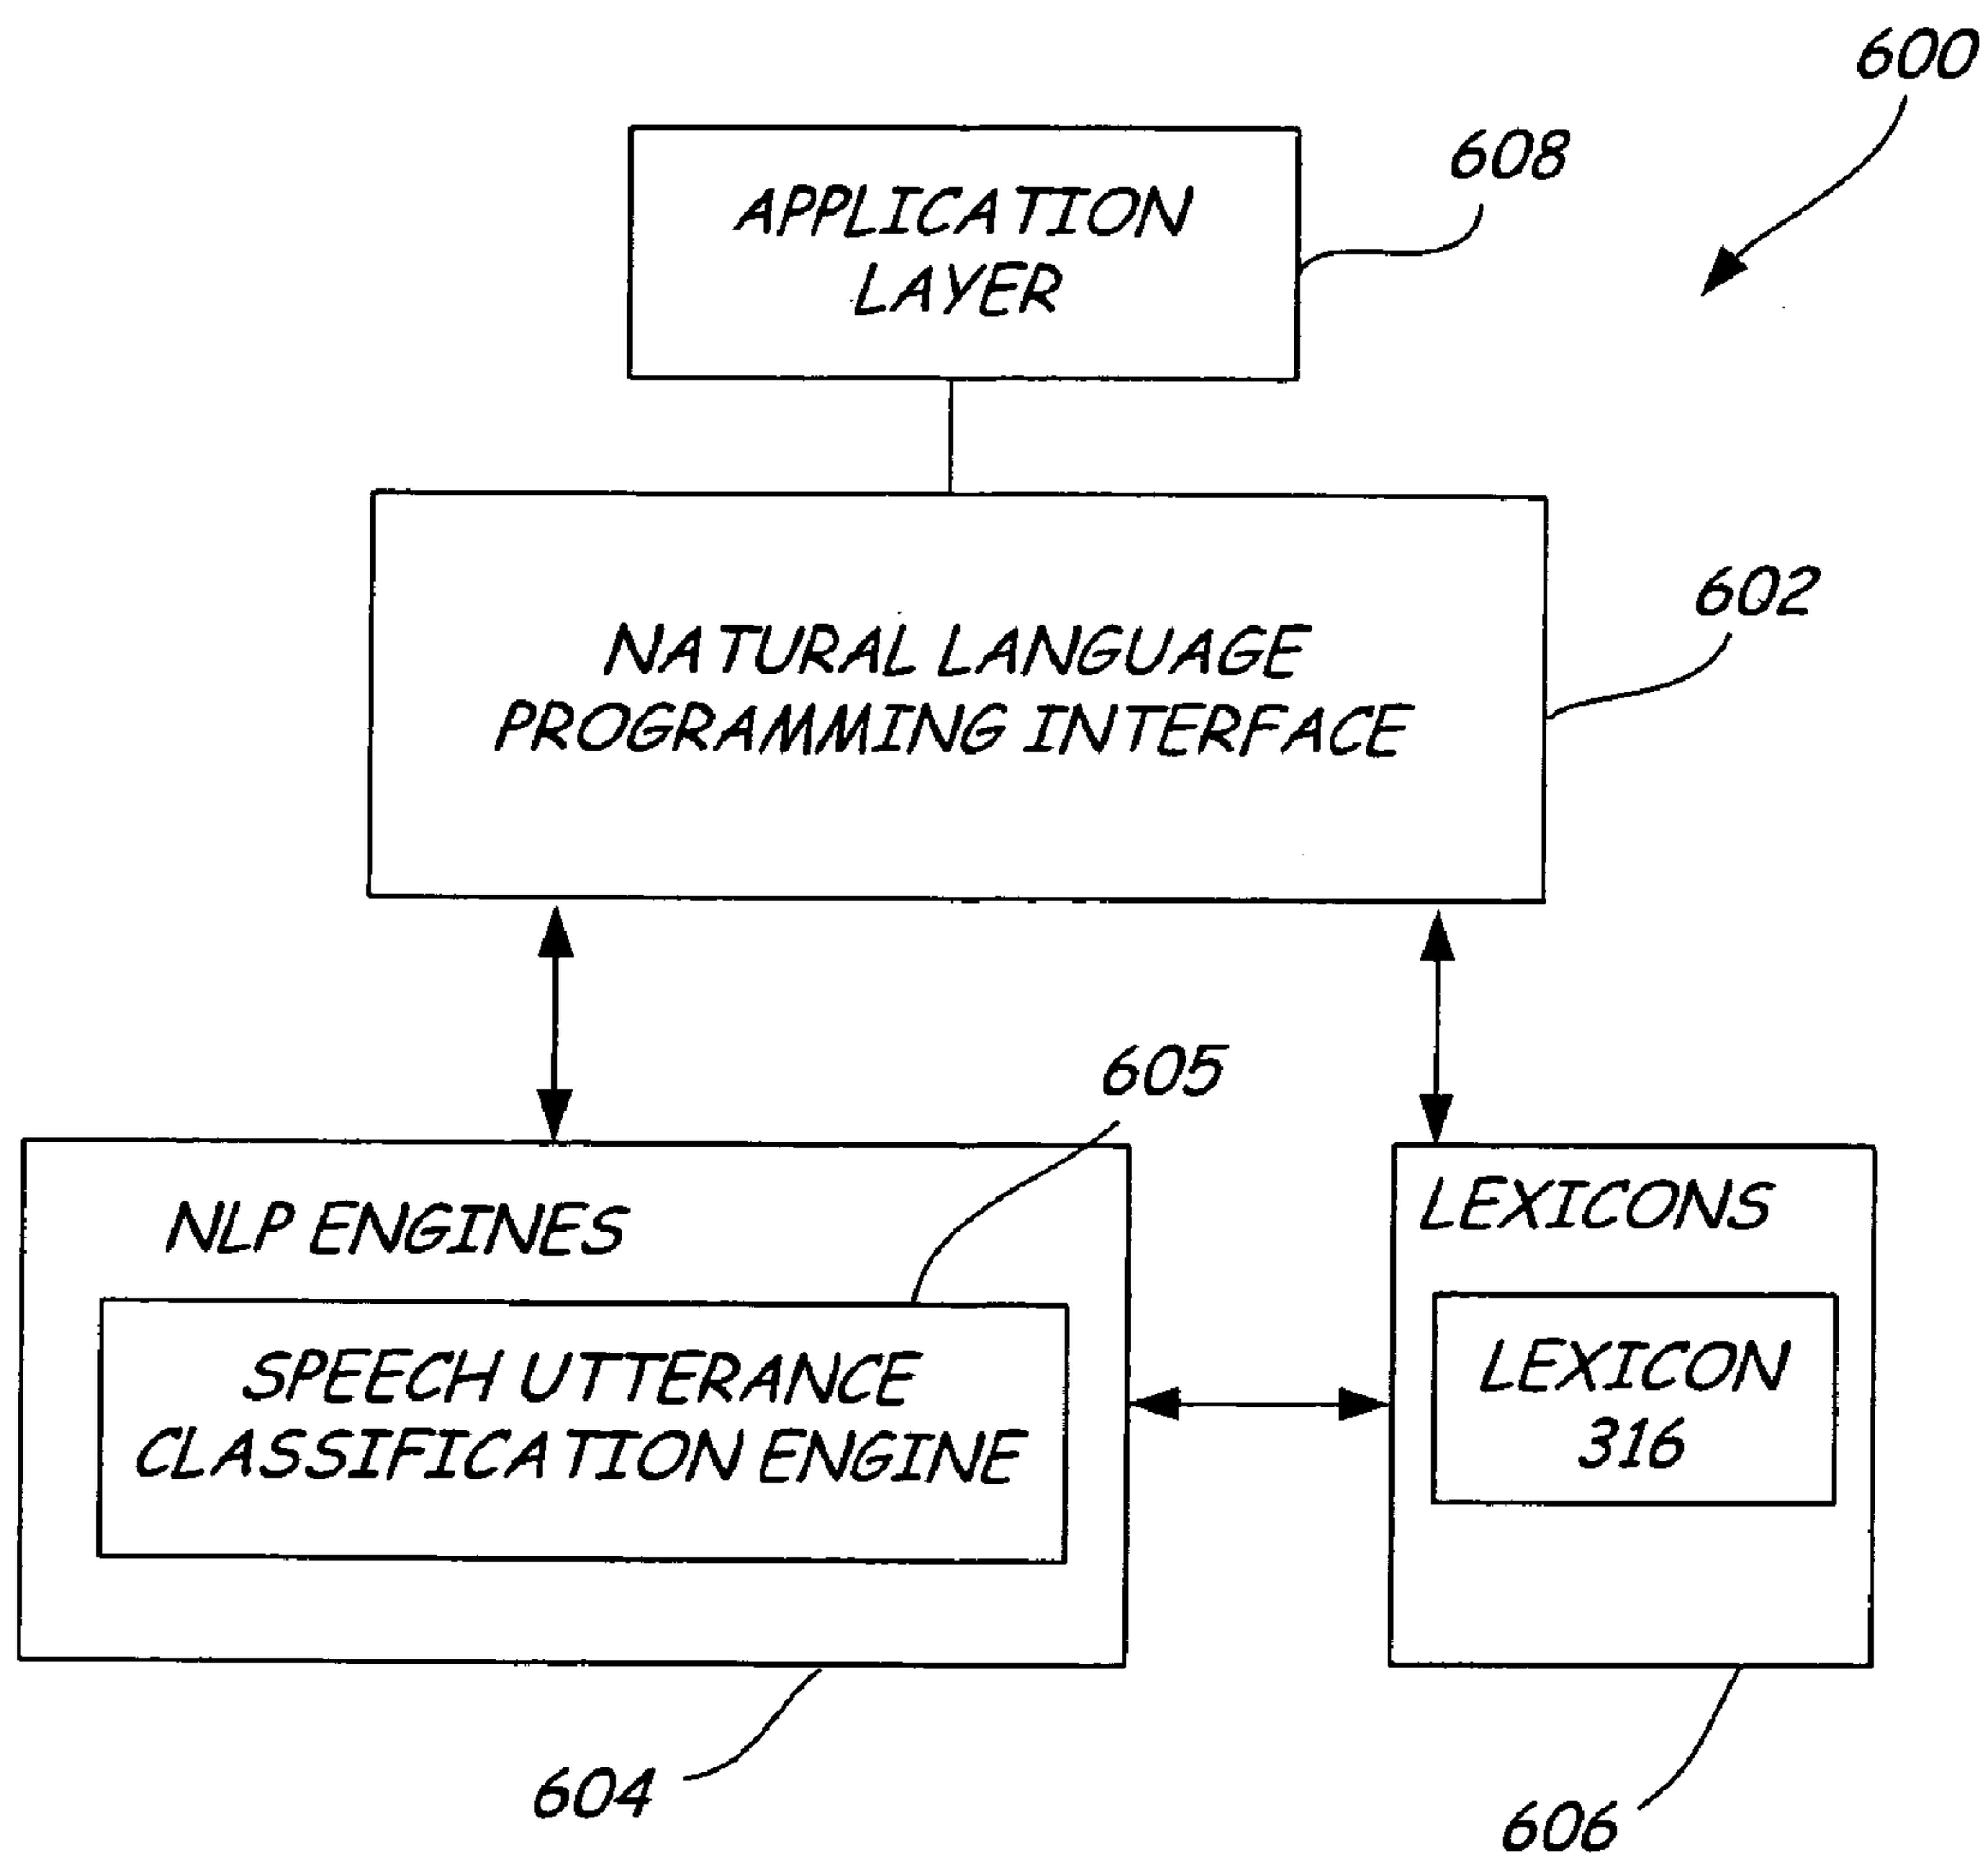 600
608
APPLICATION
LAYER
602
NATURAL LANGUAGE
PROGRAMMING INTERFACE
605
NLP ENGINES
SPEECH UTTERANCE
CLASSIFICATION ENGINE
LEXICONS
LEXICON
316
604
606